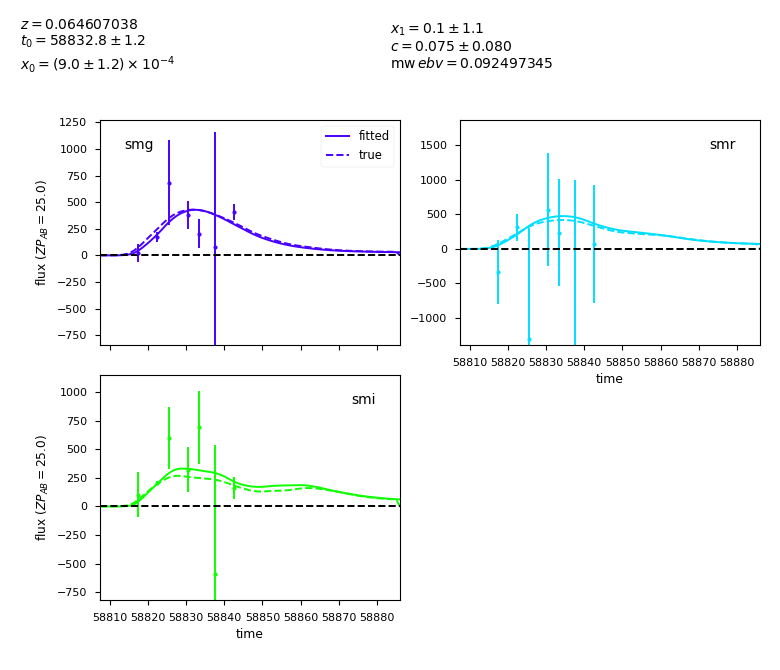 z = 0.064607038
t₀ = 58832.8 ± 1.2
x₀ = (9.0 ± 1.2) × 10⁻⁴
x₁ = 0.1 ± 1.1
c = 0.075 ± 0.080
mw ebv = 0.092497345
smg
fitted
true
1250
1000
750
500
250
0
−250
−500
−750
flux (ZP_AB = 25.0)
smr
1500
1000
500
0
−500
−1000
58810 58820 58830 58840 58850 58860 58870 58880
time
smi
1000
750
500
250
0
−250
−500
−750
flux (ZP_AB = 25.0)
58810 58820 58830 58840 58850 58860 58870 58880
time